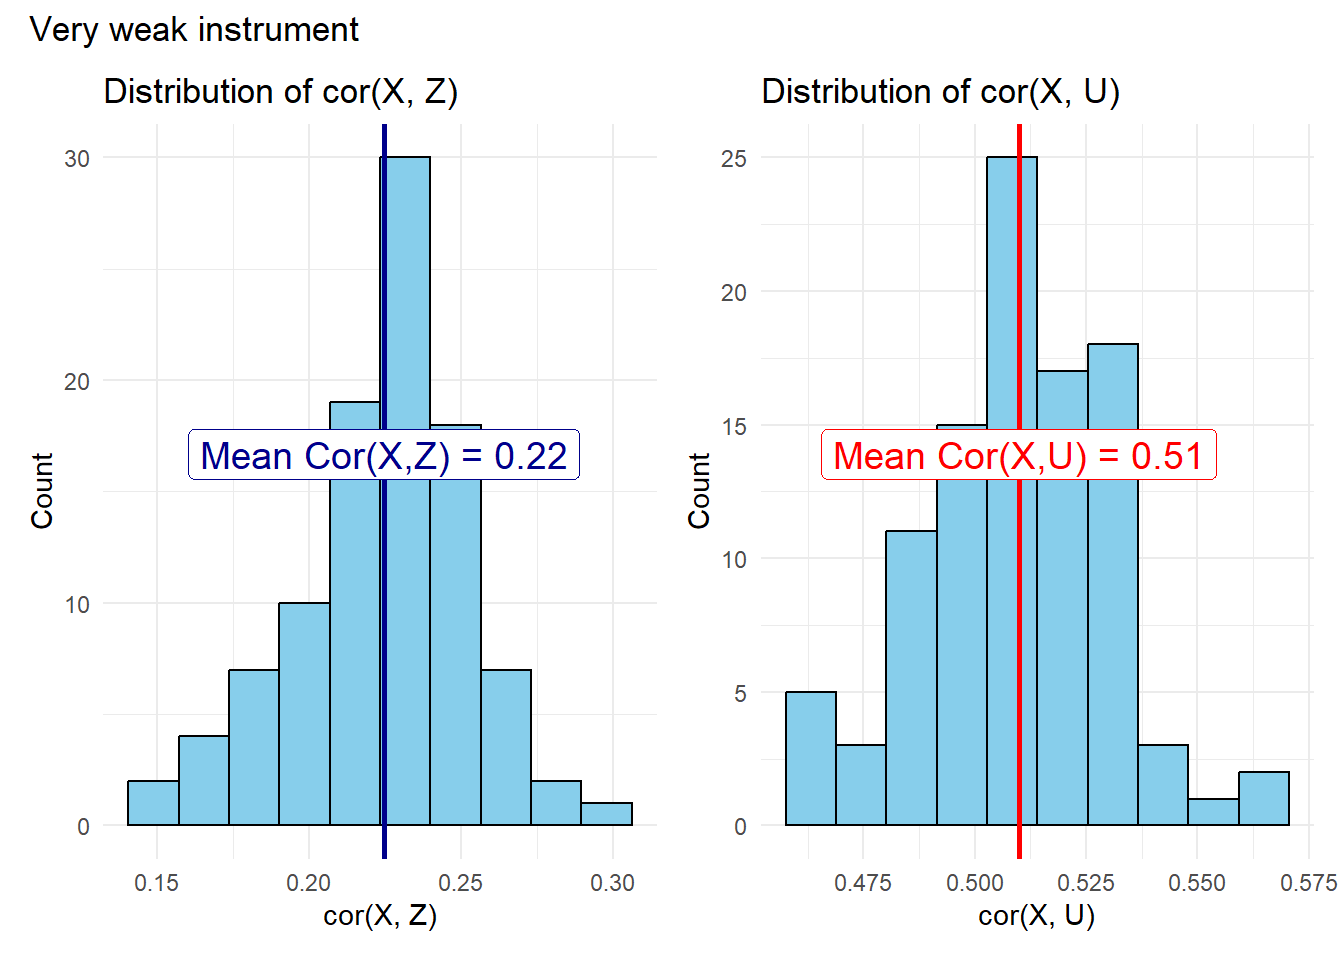 Very weak instrument
Distribution of cor(X, Z)
30
20
10
0
Count
Mean Cor(X,Z) = 0.22
0.15 0.20 0.25 0.30
cor(X, Z)
Distribution of cor(X, U)
25
20
15
10
5
0
Count
Mean Cor(X,U) = 0.51
0.475 0.500 0.525 0.550 0.575
cor(X, U)